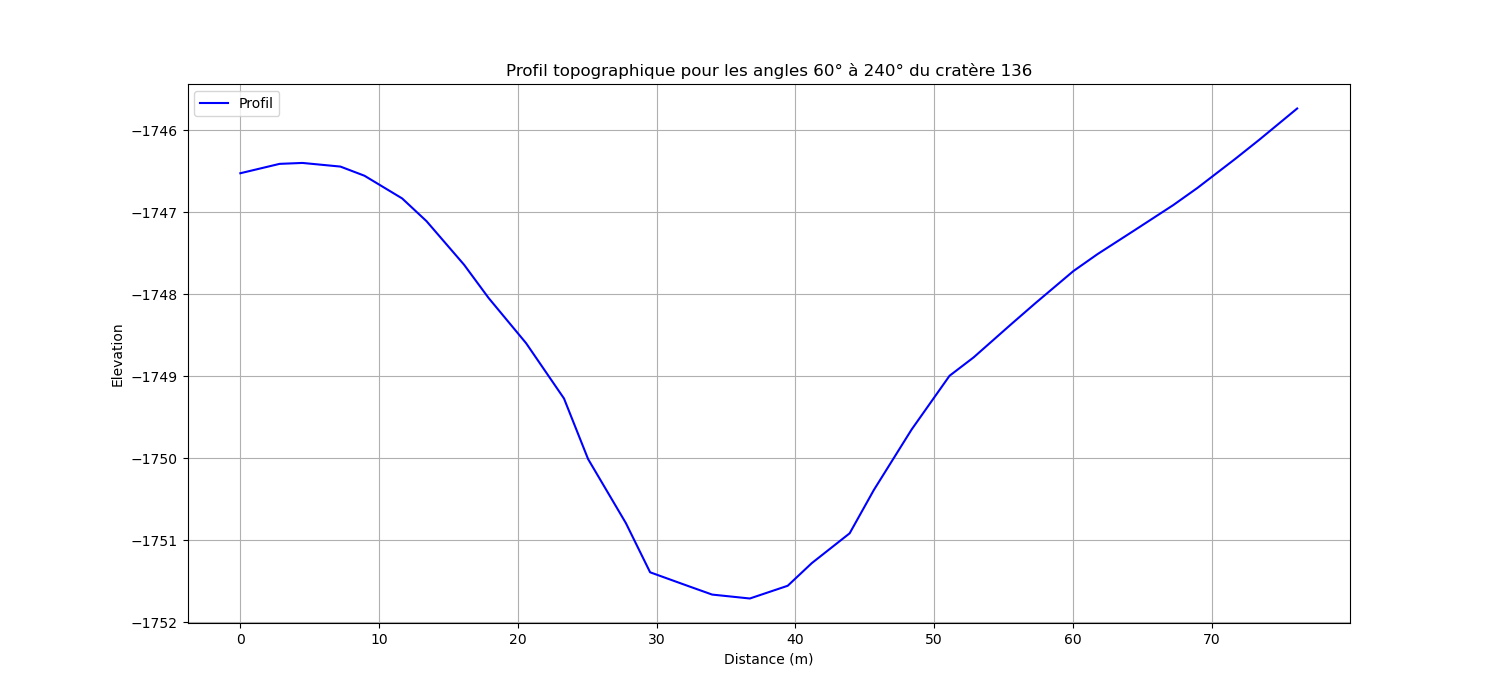 Profil topographique pour les angles 60° à 240° du cratère 136
Profil
−1746
−1747
−1748
−1749
−1750
−1751
−1752
Elevation
0 10 20 30 40 50 60 70
Distance (m)